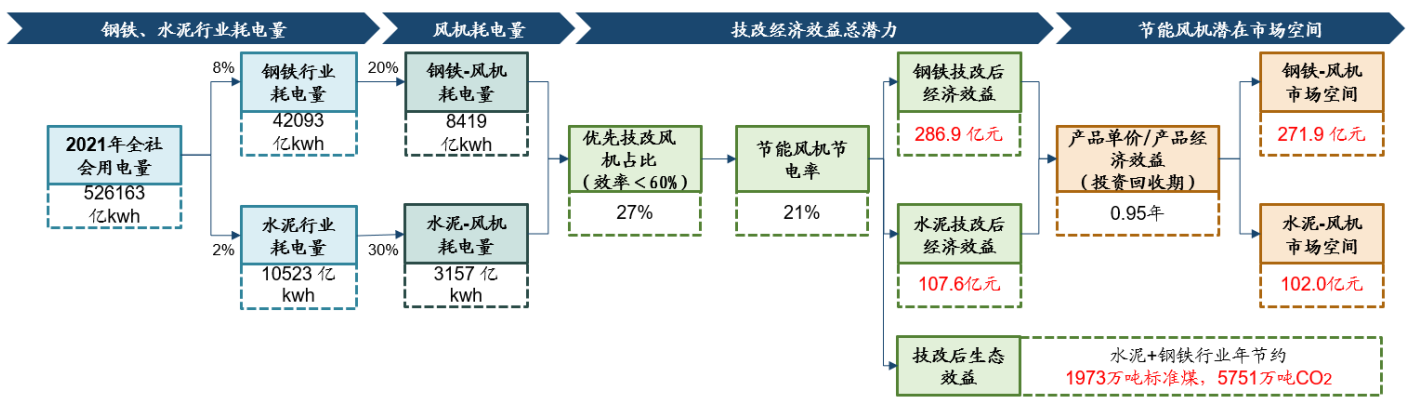 钢铁、水泥行业耗电量
风机耗电量
技改经济效益总潜力
节能风机潜在市场空间
2021年全社
会用电量
526163
亿kwh
8%
钢铁行业
耗电量
42093
亿kwh
2%
水泥行业
耗电量
10523 亿
kwh
20%
钢铁-风机
耗电量
8419
亿kwh
30%
水泥-风机
耗电量
3157 亿
kwh
优先技改风
机占比
（效率＜60%）
27%
节能风机节
电率
21%
钢铁技改后
经济效益
286.9 亿元
水泥技改后
经济效益
107.6亿元
技改后生态
效益
水泥+钢铁行业年节约
1973万吨标准煤，5751万吨CO2
产品单价/产品经
济效益
（投资回收期）
0.95年
钢铁-风机
市场空间
271.9 亿元
水泥-风机
市场空间
102.0亿元